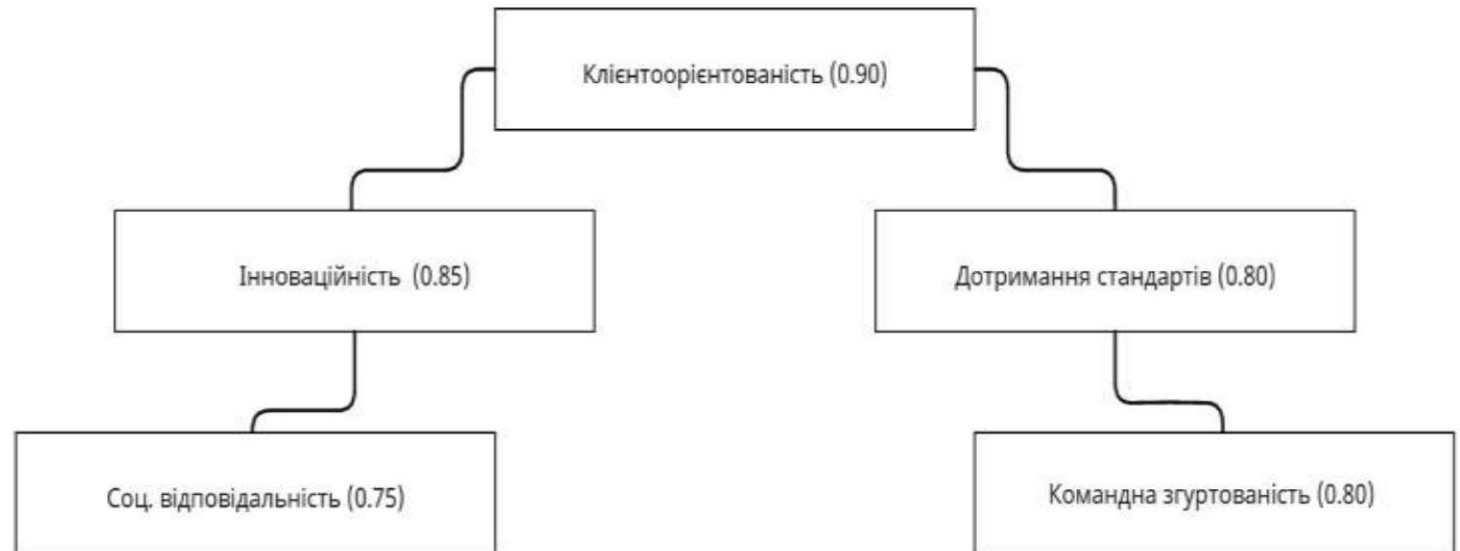 Клієнтоорієнтованість (0.90)
Інноваційність (0.85)
Дотримання стандартів (0.80)
Соц. відповідальність (0.75)
Командна згуртованість (0.80)